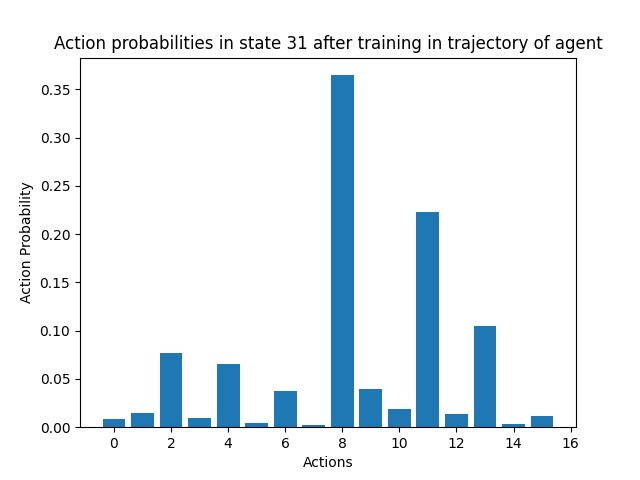 Action probabilities in state 31 after training in trajectory of agent
Action Probability
0.35
0.30
0.25
0.20
0.15
0.10
0.05
0.00
0 2 4 6 8 10 12 14 16
Actions